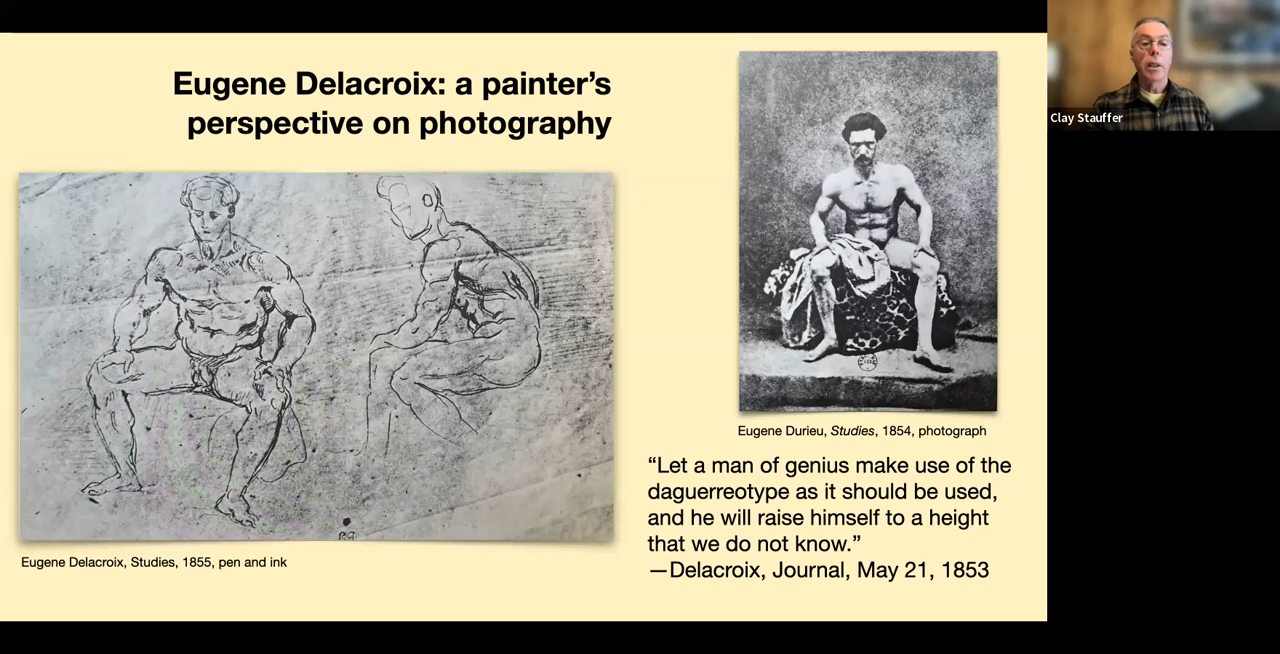 Eugene Delacroix: a painter’s
perspective on photography
Eugene Delacroix, Studies, 1855, pen and ink
Eugene Durieu, Studies, 1854, photograph
“Let a man of genius make use of the
daguerreotype as it should be used,
and he will raise himself to a height
that we do not know.”
—Delacroix, Journal, May 21, 1853
Clay Stauffer